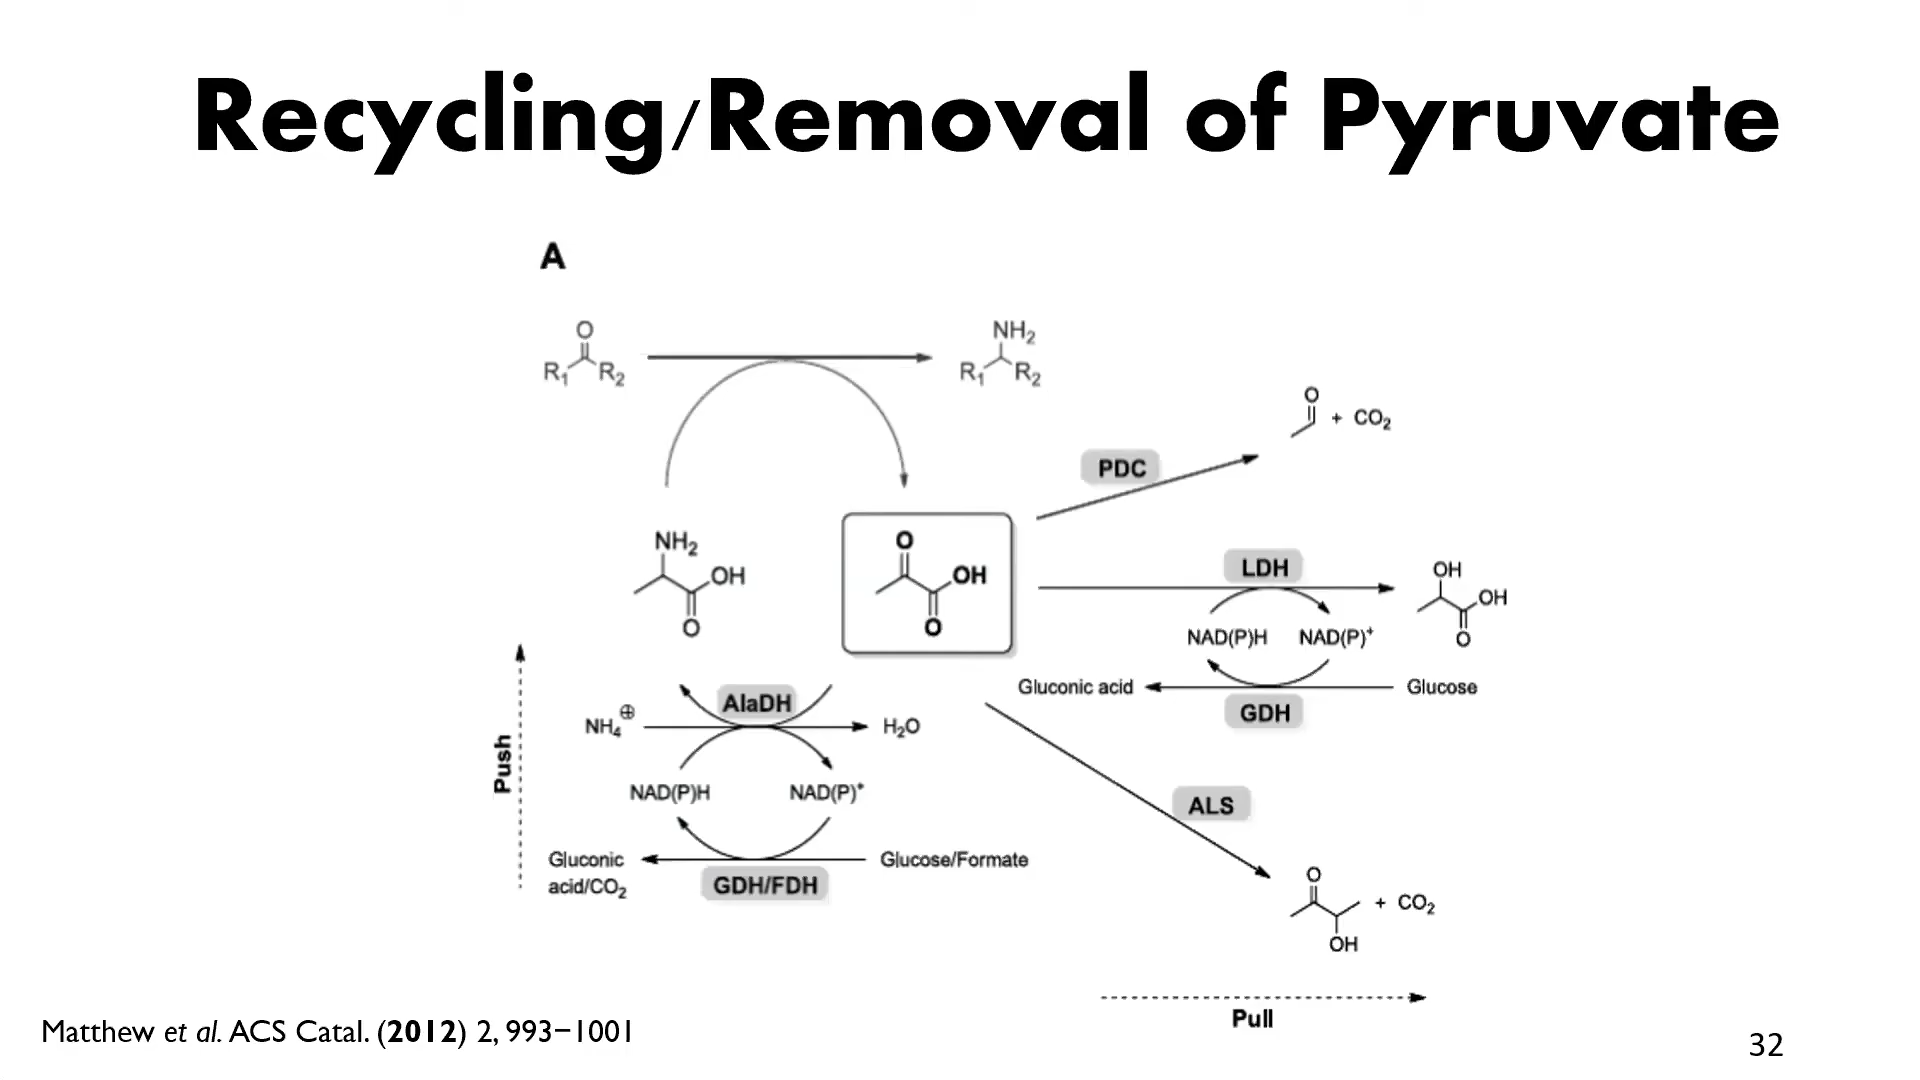 Recycling/Removal of Pyruvate
A
O
R1 R2
NH2
R1 R2
O
+ CO2
PDC
NH2
OH
O
O
OH
O
LDH
OH
OH
O
NAD(P)H NAD(P)+
Gluconic acid
Glucose
GDH
Push
AlaDH
NH4⊕
H2O
NAD(P)H
NAD(P)+
Gluconic
acid/CO2
Glucose/Formate
GDH/FDH
ALS
O
+ CO2
OH
Pull
Matthew et al. ACS Catal. (2012) 2, 993−1001
32